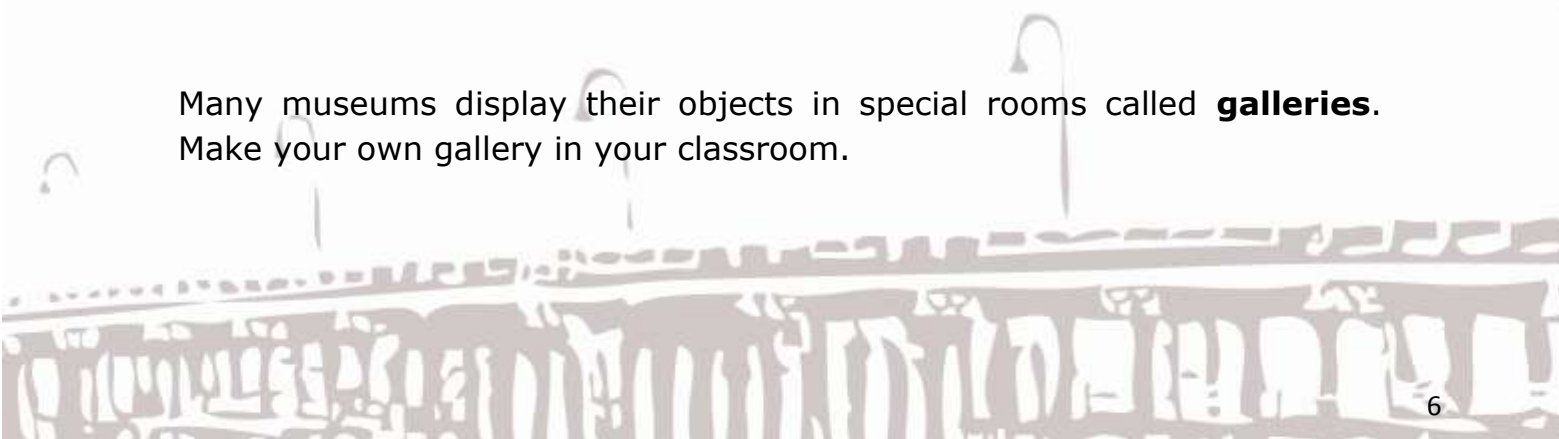 Many museums display their objects in special rooms called galleries.
Make your own gallery in your classroom.
6